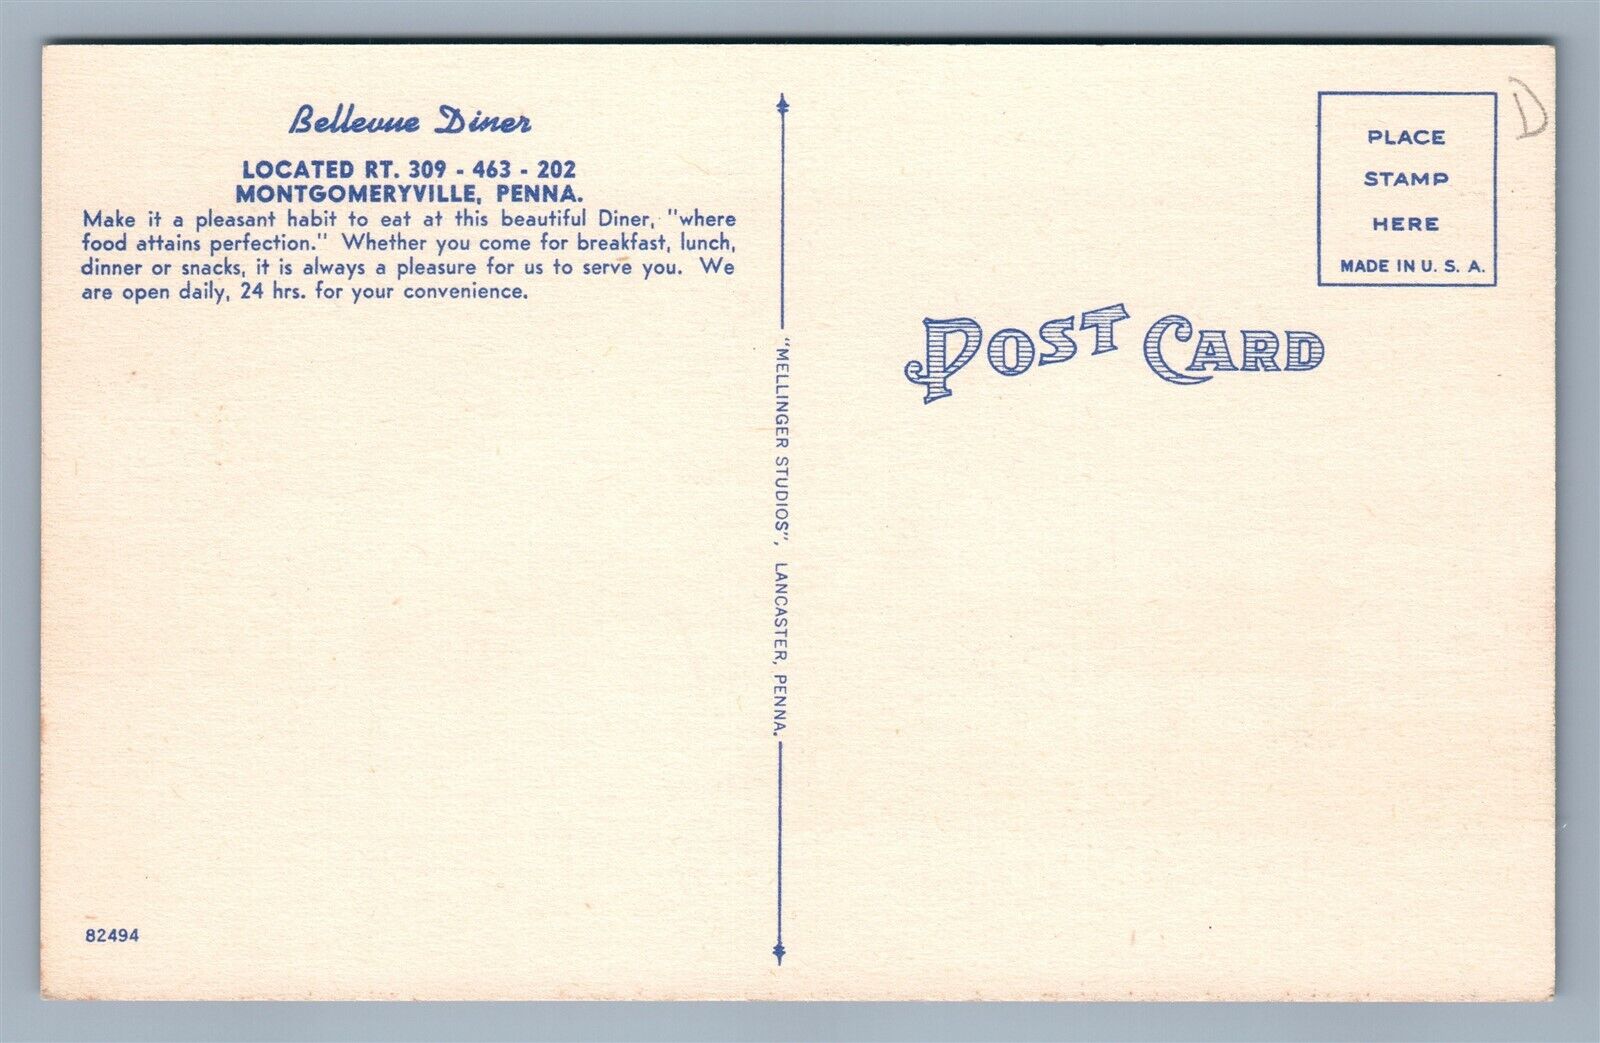 Bellevue Diner
LOCATED RT. 309 - 463 - 202
MONTGOMERYVILLE, PENNA.
Make it a pleasant habit to eat at this beautiful Diner, "where
food attains perfection." Whether you come for breakfast, lunch,
dinner or snacks, it is always a pleasure for us to serve you. We
are open daily, 24 hrs. for your convenience.
82494
"MELLINGER STUDIOS", LANCASTER, PENNA.
POST CARD
PLACE
STAMP
HERE
MADE IN U. S. A.
D